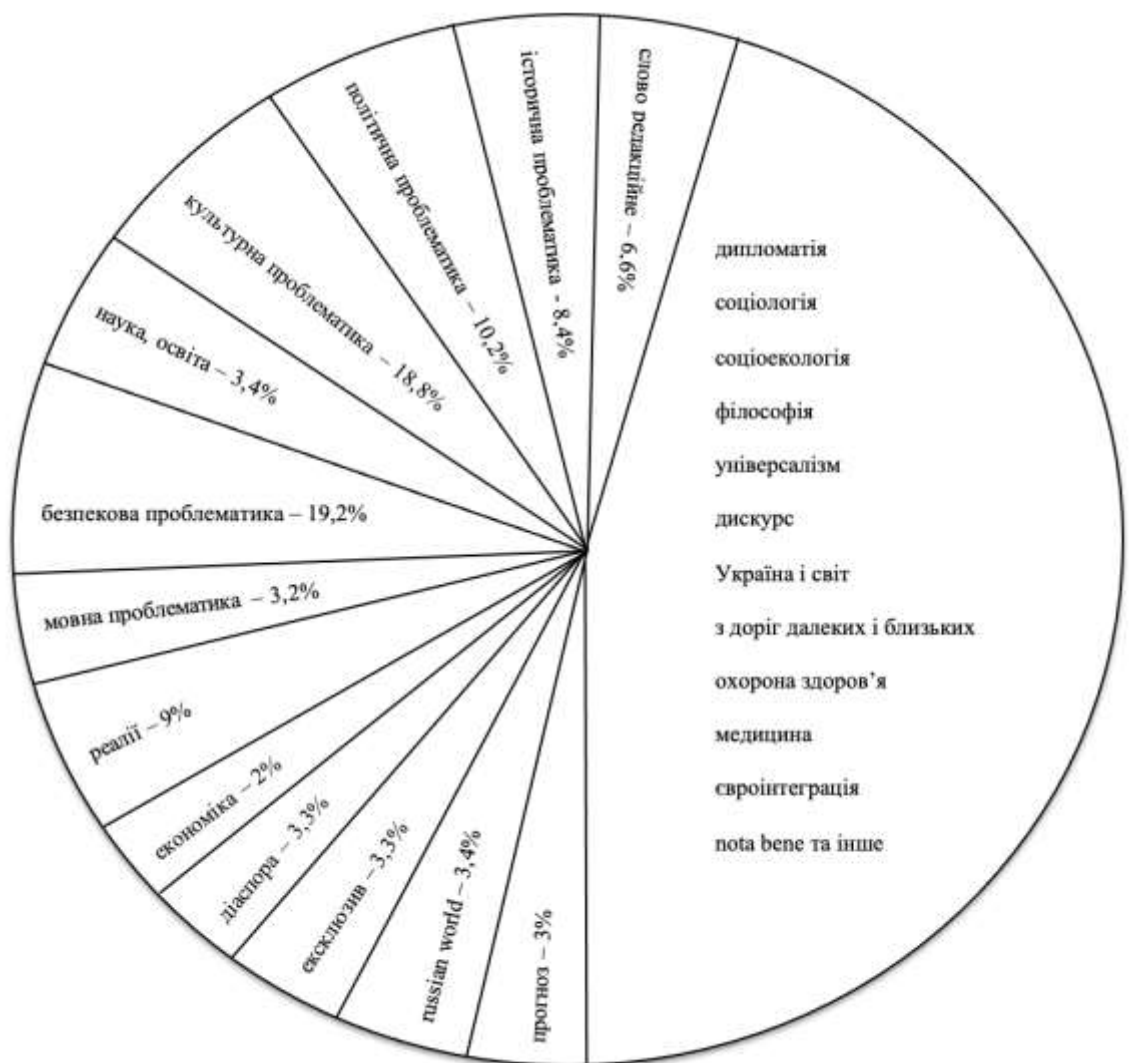 слово редакційне – 6,6%
історична проблематика - 8,4%
політична проблематика – 10,2%
культурна проблематика – 18,8%
наука, освіта – 3,4%
безпекова проблематика – 19,2%
мовна проблематика – 3,2%
реалії – 9%
економіка – 2%
діаспора – 3,3%
ексклюзив – 3,3%
russian world – 3,4%
прогноз – 3%
дипломатія
соціологія
соціоекологія
філософія
універсалізм
дискурс
Україна і світ
з доріг далеких і близьких
охорона здоров’я
медицина
євроінтеграція
nota bene та інше